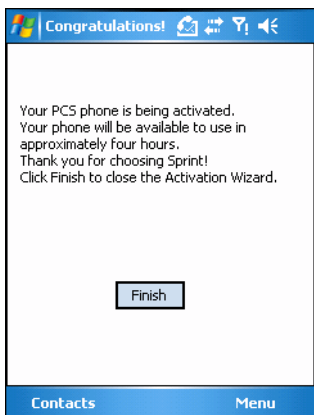 Congratulations!
Your PCS phone is being activated.
Your phone will be available to use in
approximately four hours.
Thank you for choosing Sprint!
Click Finish to close the Activation Wizard.
Finish
Contacts Menu